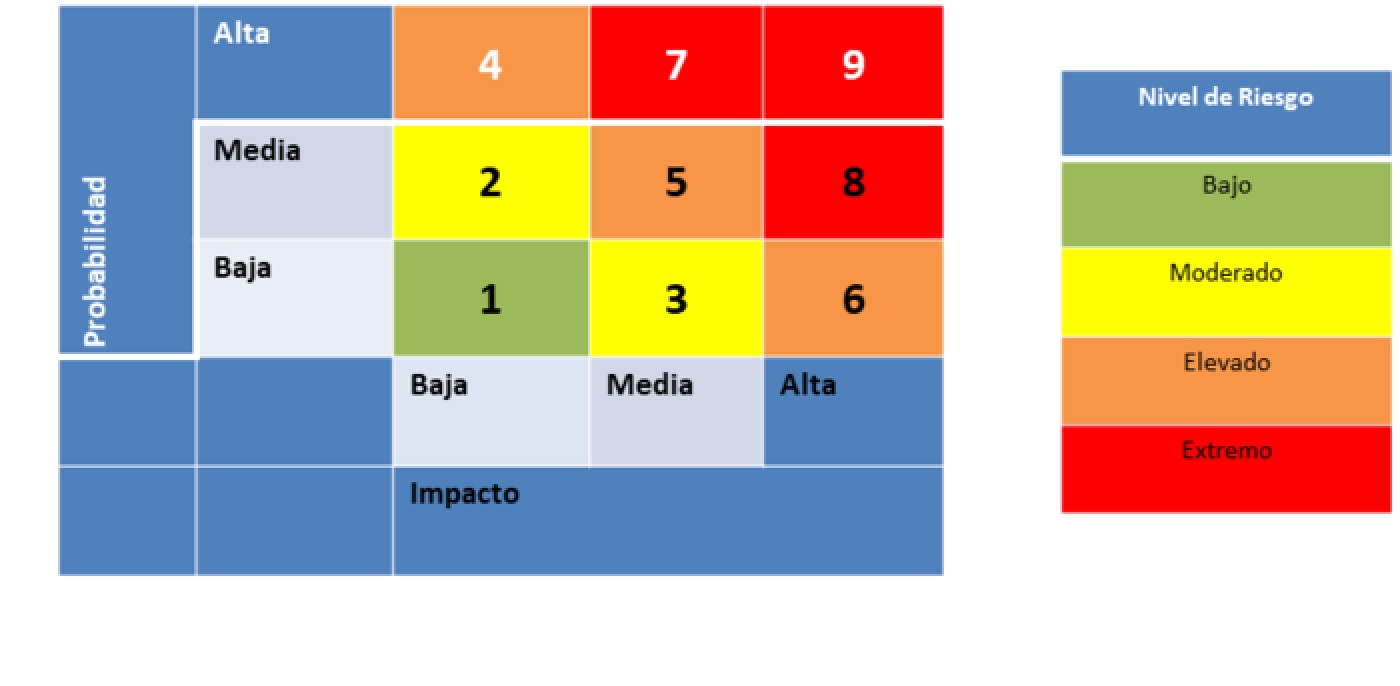 Probabilidad
Alta
4
7
9
Media
2
5
8
Baja
1
3
6
Baja
Media
Alta
Impacto
Nivel de Riesgo
Bajo
Moderado
Elevado
Extremo